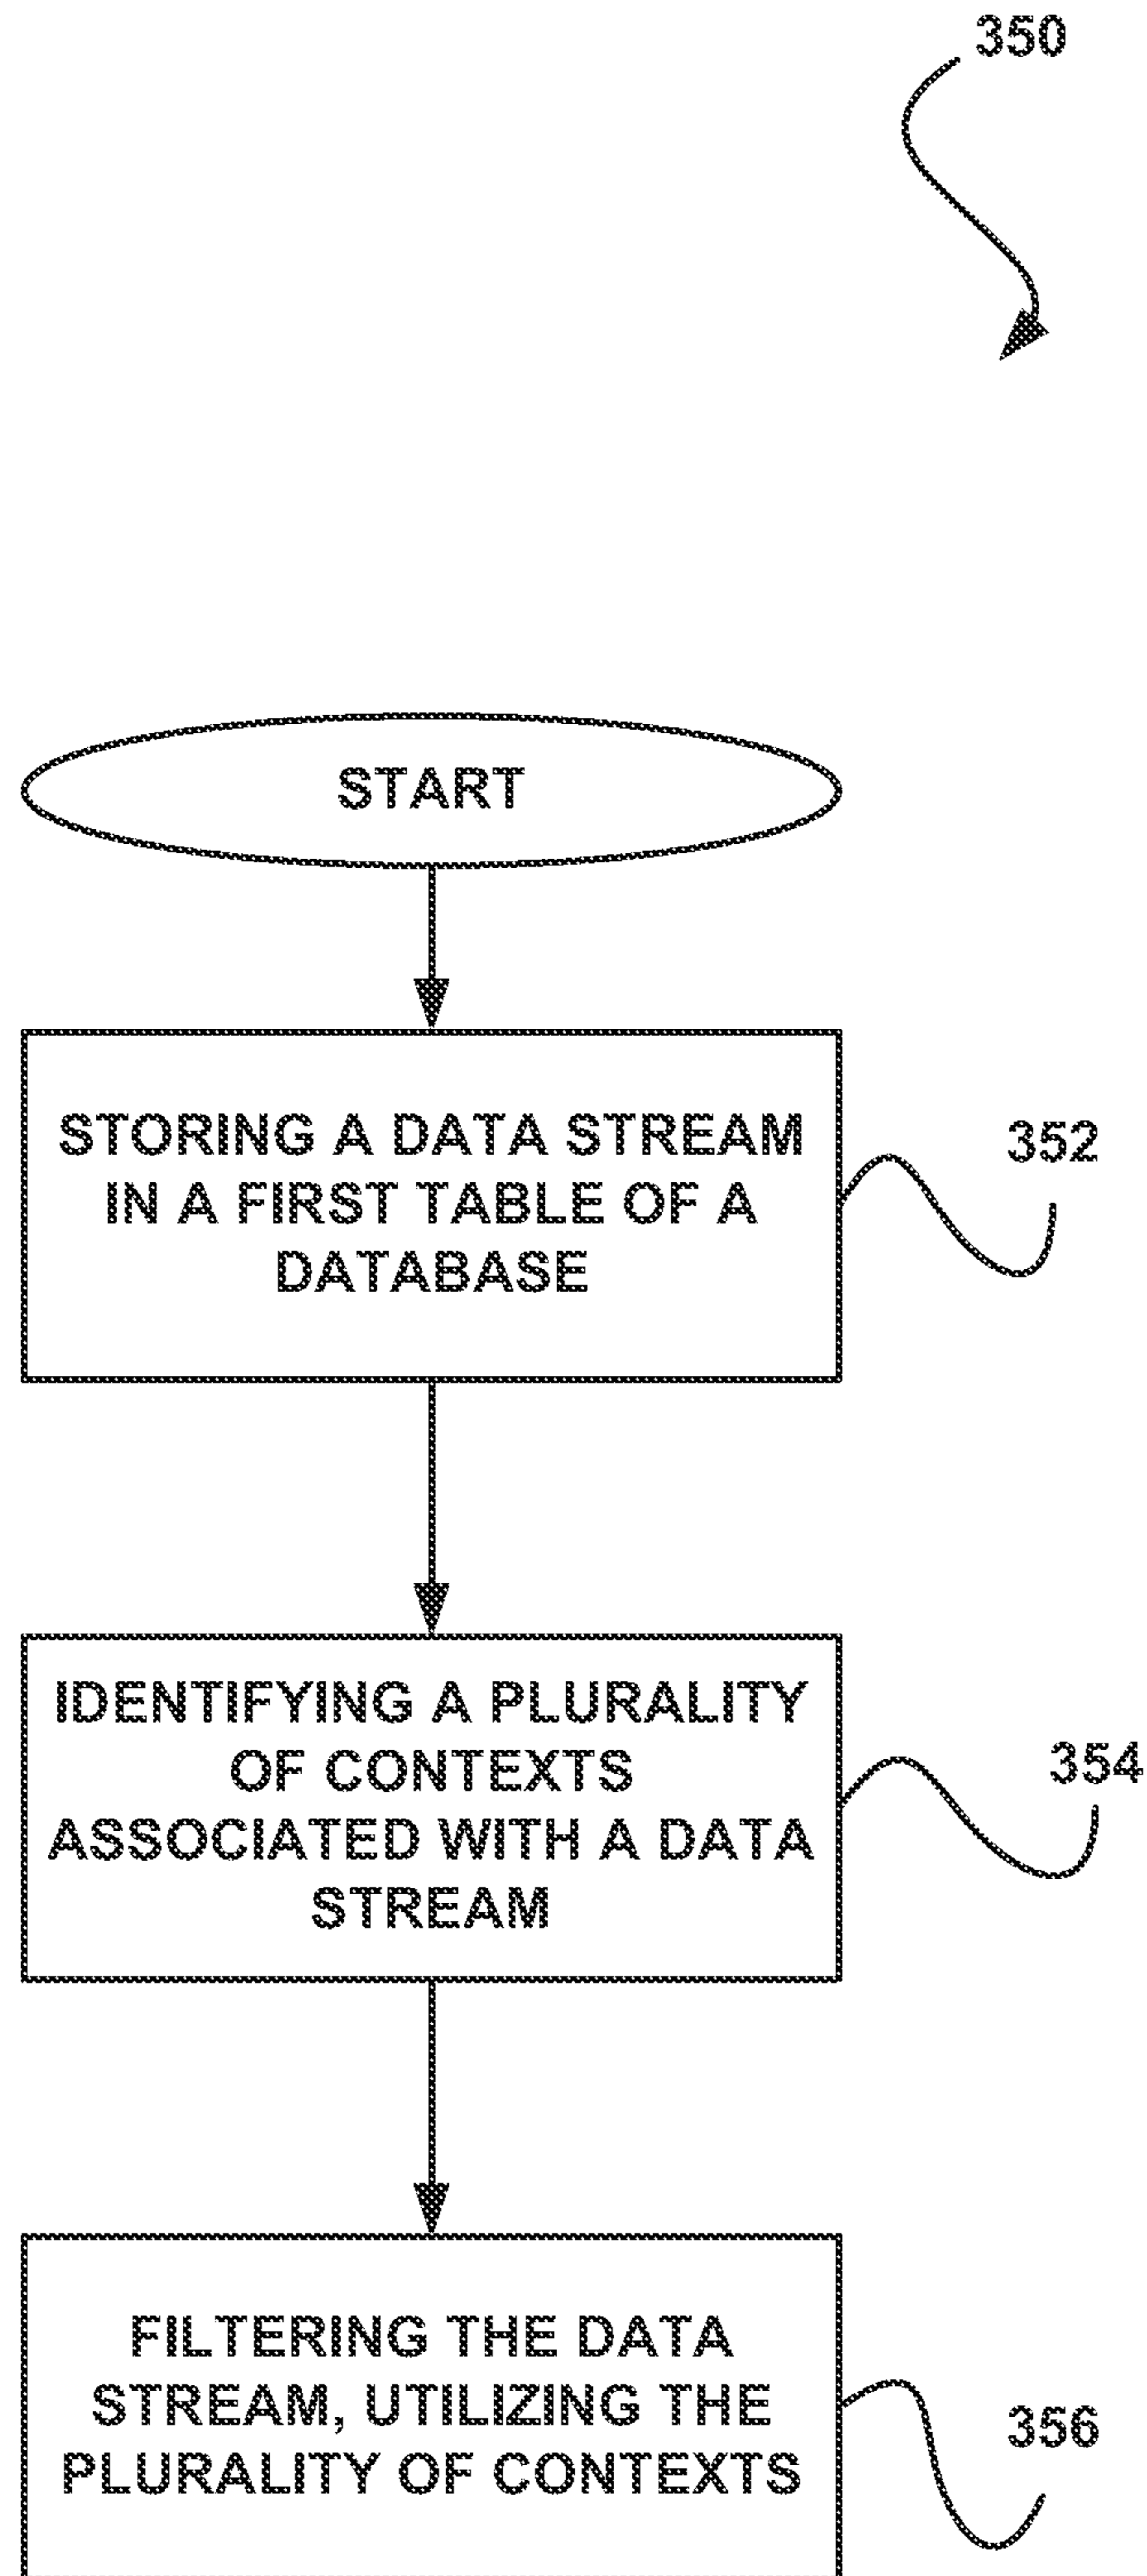 350
START
STORING A DATA STREAM
IN A FIRST TABLE OF A
DATABASE
352
IDENTIFYING A PLURALITY
OF CONTEXTS
ASSOCIATED WITH A DATA
STREAM
354
FILTERING THE DATA
STREAM, UTILIZING THE
PLURALITY OF CONTEXTS
356